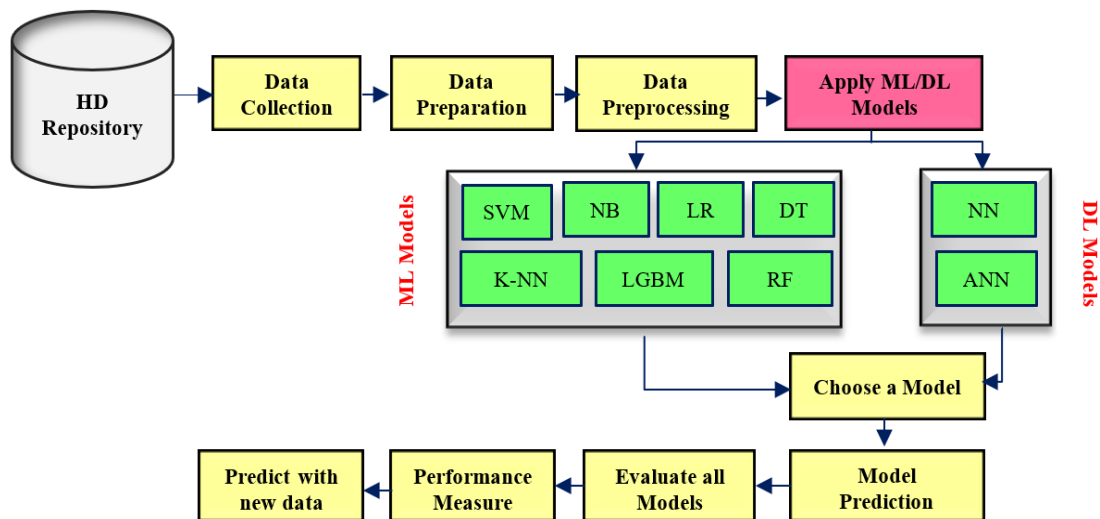 HD
Repository
Data
Collection
Data
Preparation
Data
Preprocessing
Apply ML/DL
Models
ML Models
SVM
NB
LR
DT
K-NN
LGBM
RF
NN
ANN
DL Models
Choose a Model
Model
Prediction
Evaluate all
Models
Performance
Measure
Predict with
new data